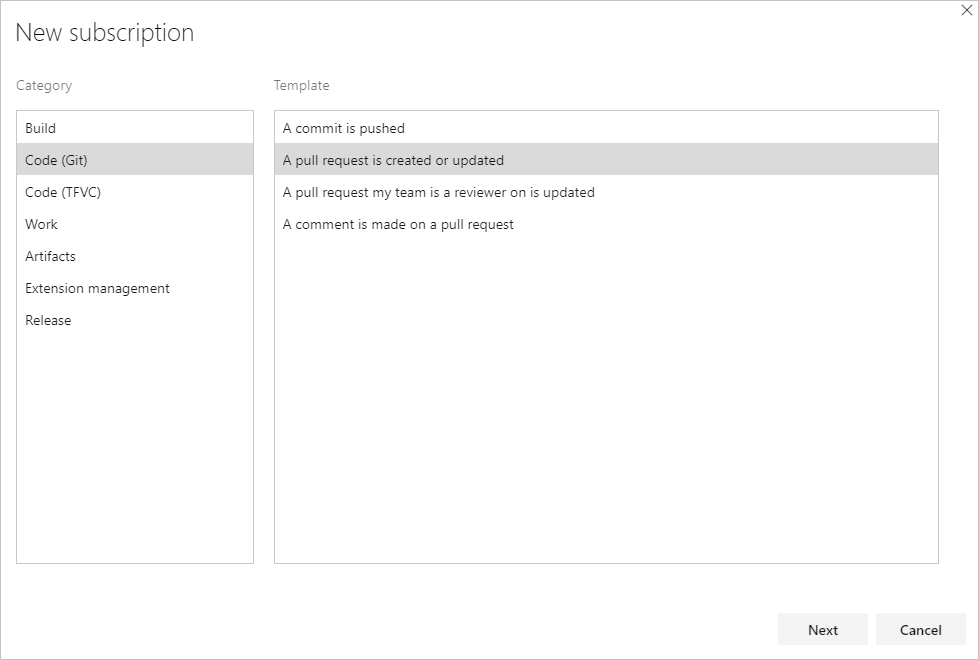 New subscription
Category
Template
Build
Code (Git)
Code (TFVC)
Work
Artifacts
Extension management
Release
A commit is pushed
A pull request is created or updated
A pull request my team is a reviewer on is updated
A comment is made on a pull request
Next
Cancel